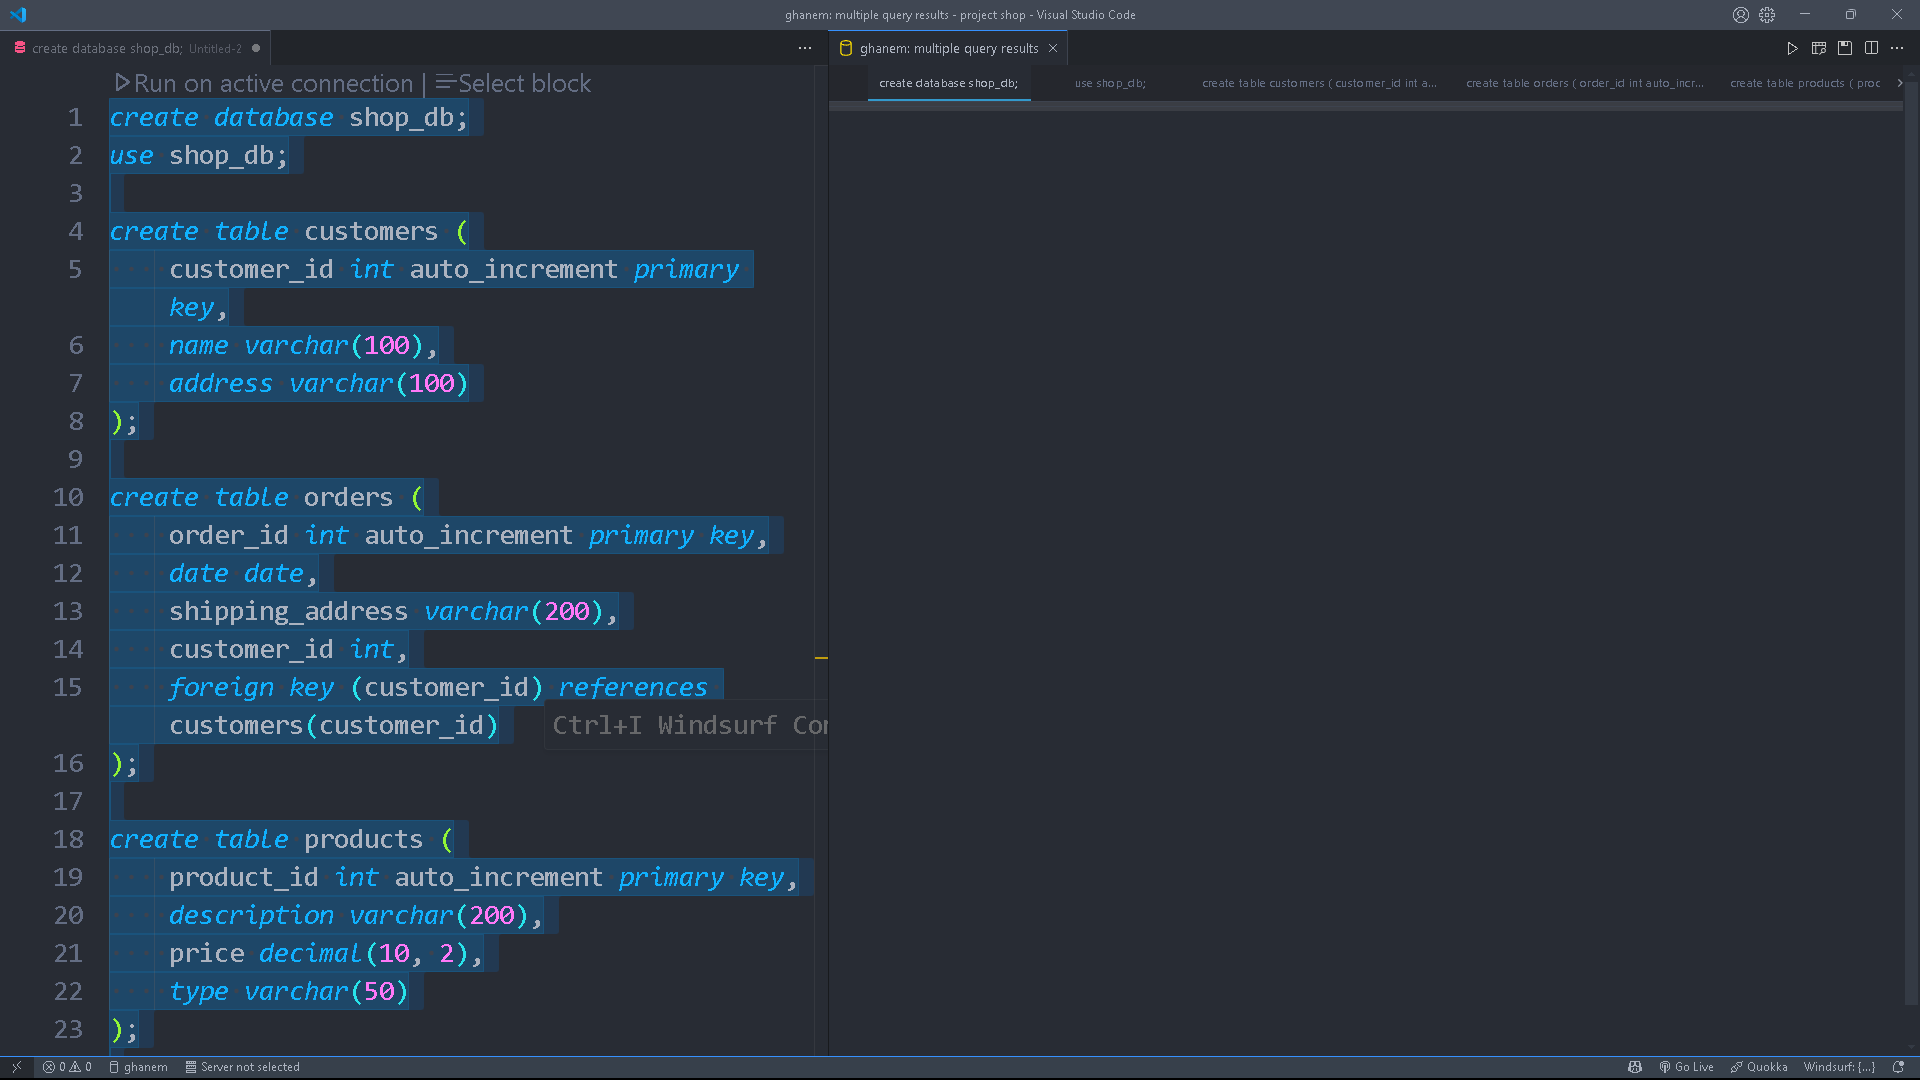 ghanem: multiple query results - project shop - Visual Studio Code
create database shop_db; Untitled-2
ghanem: multiple query results
Run on active connection | Select block
create database shop_db; use shop_db; create table customers ( customer_id int a... create table orders ( order_id int auto_incr... create table products ( proc
1 create database shop_db;
2 use shop_db;
3
4 create table customers (
5 customer_id int auto_increment primary
key,
6 name varchar(100),
7 address varchar(100)
8 );
9
10 create table orders (
11 order_id int auto_increment primary key,
12 date date,
13 shipping_address varchar(200),
14 customer_id int,
15 foreign key (customer_id) references
customers(customer_id) Ctrl+I Windsurf Co
16 );
17
18 create table products (
19 product_id int auto_increment primary key,
20 description varchar(200),
21 price decimal(10, 2),
22 type varchar(50)
23 );
0 0 ghanem Server not selected Go Live Quokka Windsurf: {...}